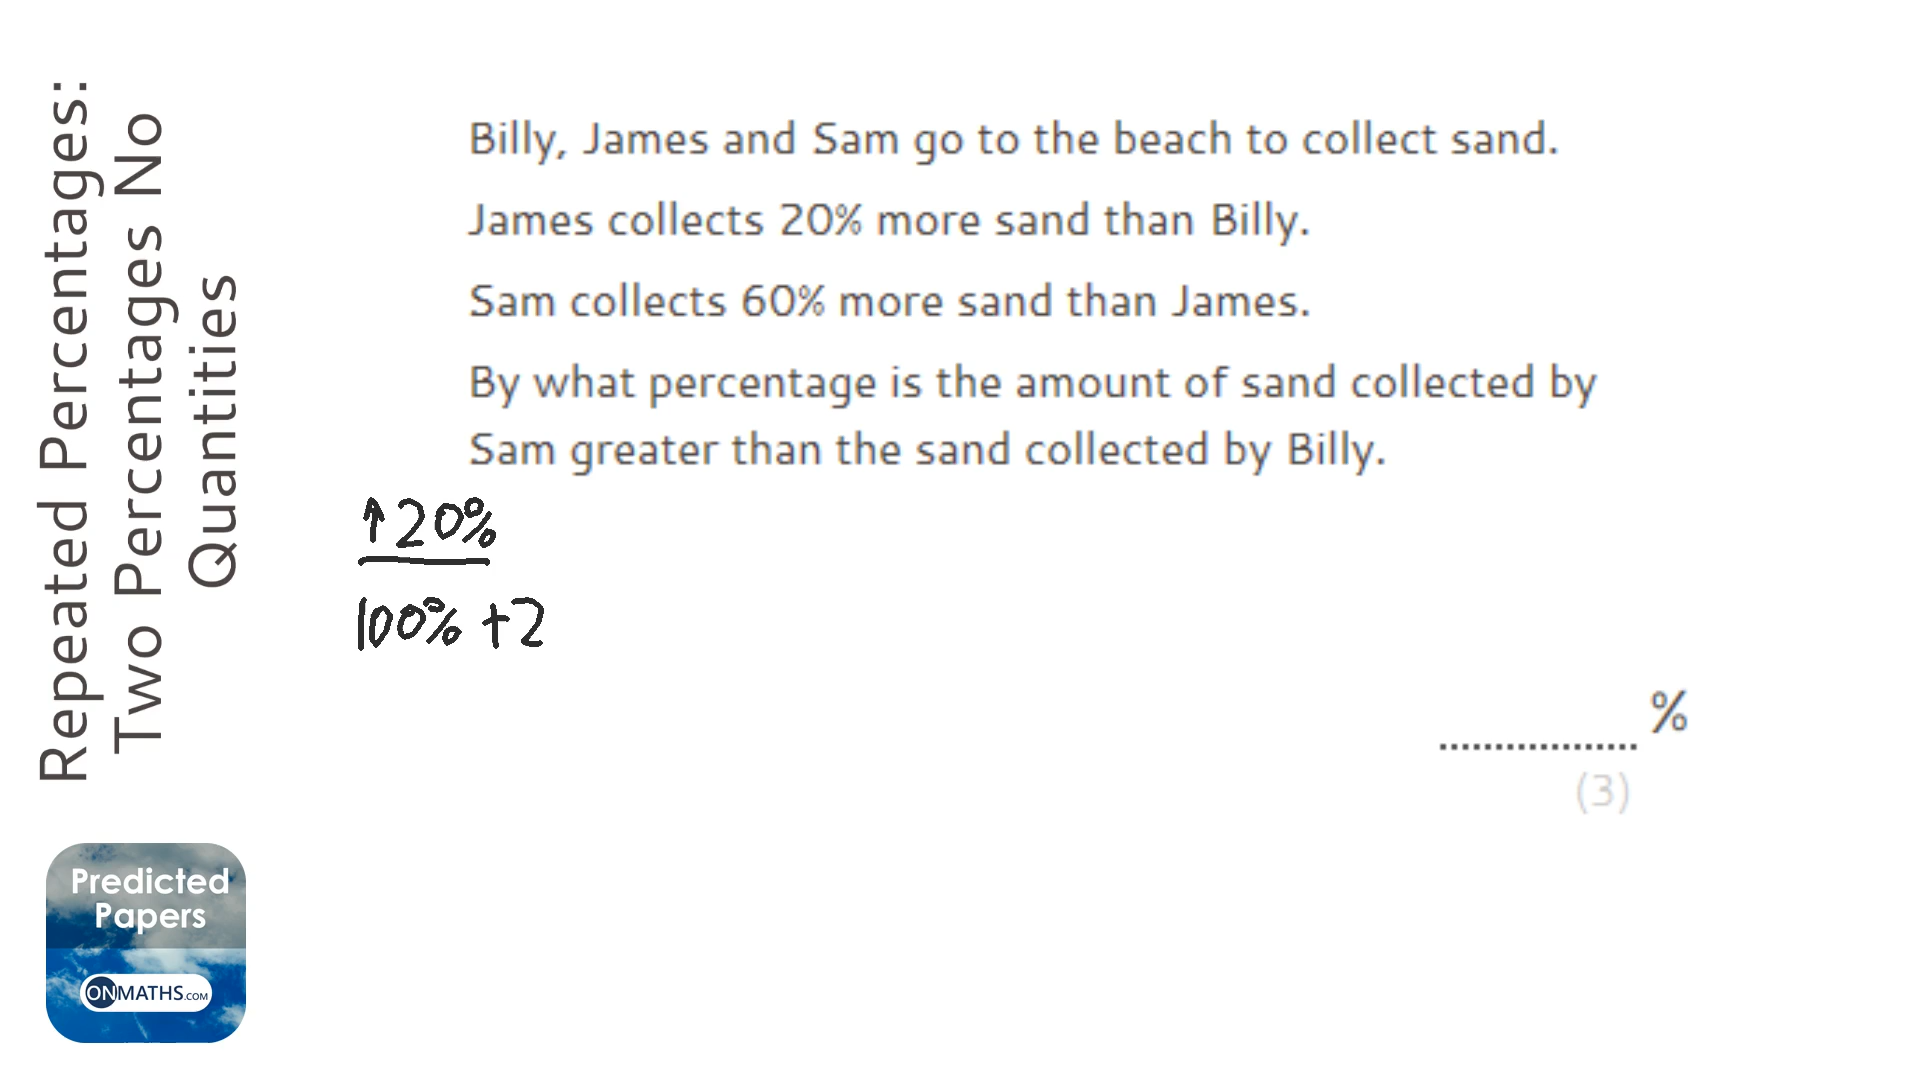 Repeated Percentages:
Two Percentages No
Quantities
Billy, James and Sam go to the beach to collect sand.
James collects 20% more sand than Billy.
Sam collects 60% more sand than James.
By what percentage is the amount of sand collected by
Sam greater than the sand collected by Billy.
↑20%
100% +2
.................. %
(3)
Predicted
Papers
ONMATHS.COM